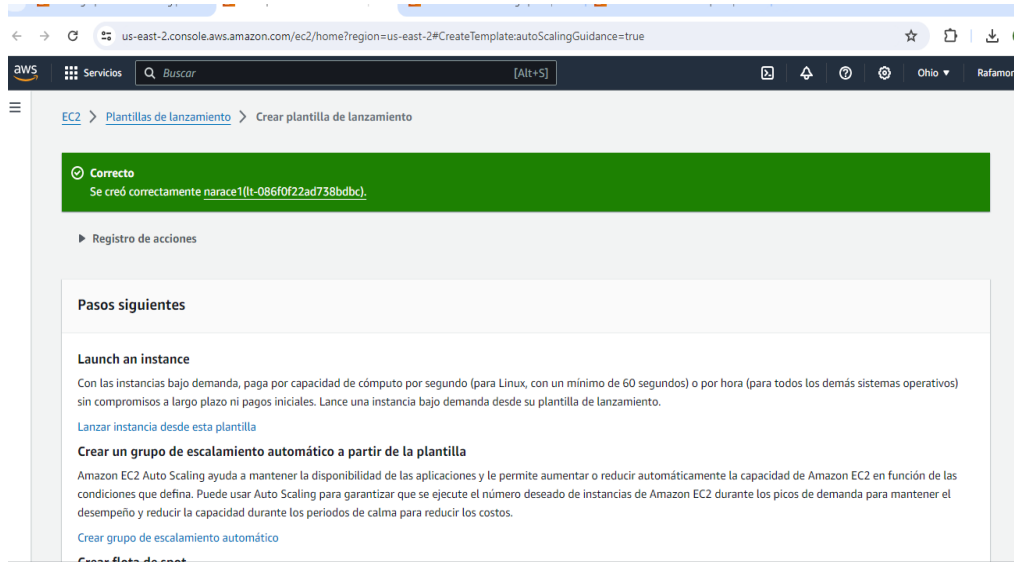 us-east-2.console.aws.amazon.com/ec2/home?region=us-east-2#CreateTemplate:autoScalingGuidance=true
aws Servicios Buscar [Alt+S] Ohio Rafamor
EC2 > Plantillas de lanzamiento > Crear plantilla de lanzamiento
Correcto
Se creó correctamente narace1(lt-086f0f22ad738bdbc).
Registro de acciones
Pasos siguientes
Launch an instance
Con las instancias bajo demanda, paga por capacidad de cómputo por segundo (para Linux, con un mínimo de 60 segundos) o por hora (para todos los demás sistemas operativos)
sin compromisos a largo plazo ni pagos iniciales. Lance una instancia bajo demanda desde su plantilla de lanzamiento.
Lanzar instancia desde esta plantilla
Crear un grupo de escalamiento automático a partir de la plantilla
Amazon EC2 Auto Scaling ayuda a mantener la disponibilidad de las aplicaciones y le permite aumentar o reducir automáticamente la capacidad de Amazon EC2 en función de las
condiciones que defina. Puede usar Auto Scaling para garantizar que se ejecute el número deseado de instancias de Amazon EC2 durante los picos de demanda para mantener el
desempeño y reducir la capacidad durante los periodos de calma para reducir los costos.
Crear grupo de escalamiento automático
Crear flota de spot